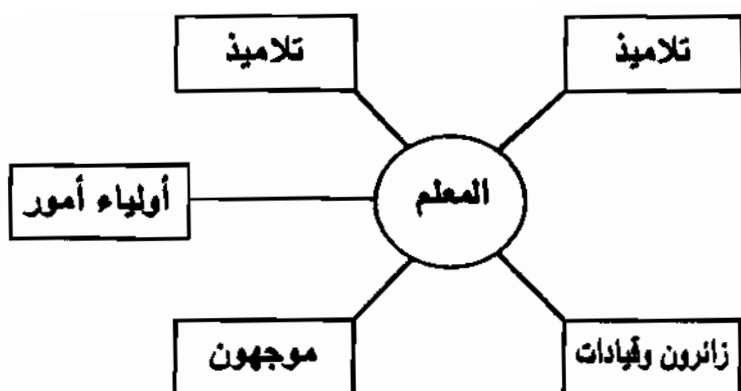 تلاميذ
تلاميذ
المعلم
أولياء أمور
زائرون وقيادات
موجهون